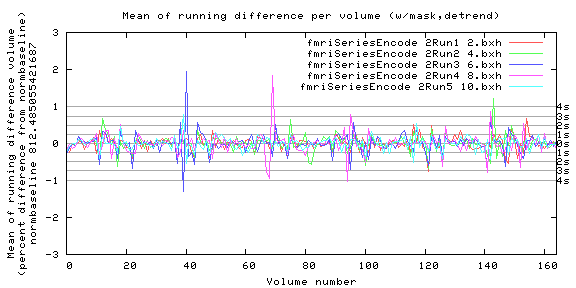 Mean of running difference per volume (w/mask,detrend)
Mean of running difference volume
(percent difference from normbaseline)
normbaseline 812.485055421687
3
2
1
0
-1
-2
-3
fmriSeriesEncode 2Run1 2.bxh
fmriSeriesEncode 2Run2 4.bxh
fmriSeriesEncode 2Run3 6.bxh
fmriSeriesEncode 2Run4 8.bxh
fmriSeriesEncode 2Run5 10.bxh
4s
3s
2s
1s
0
1s
2s
3s
4s
0 20 40 60 80 100 120 140 160
Volume number